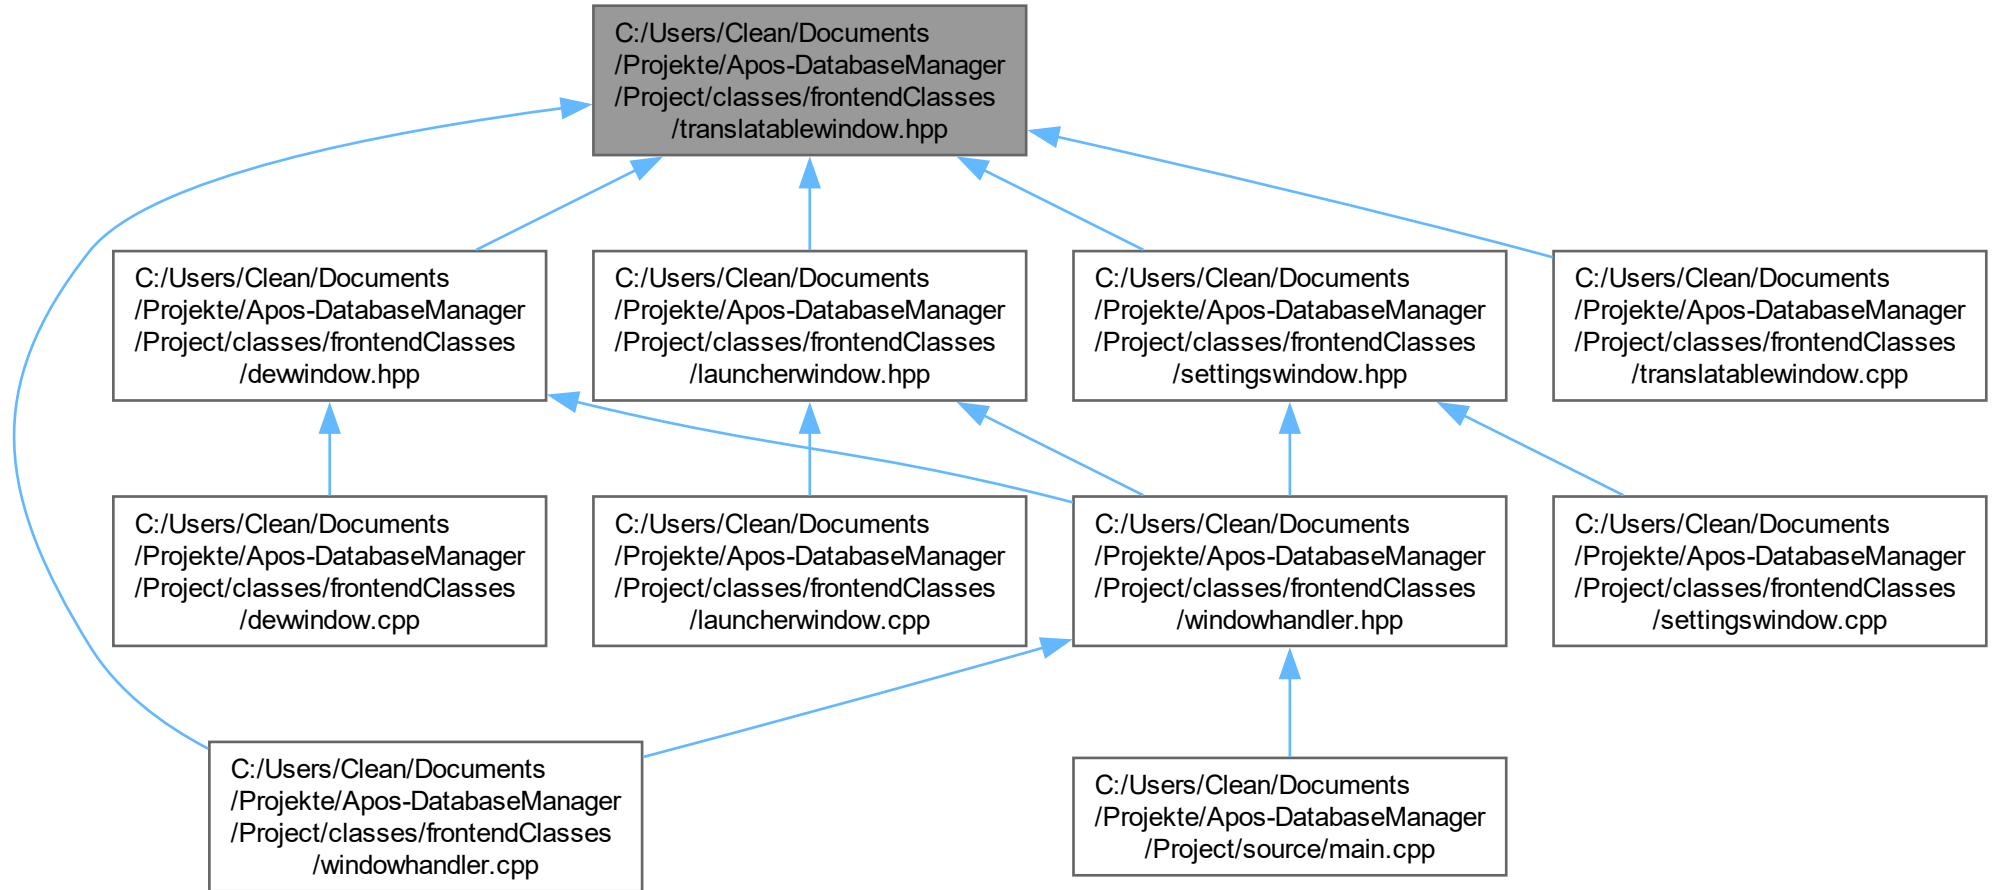 C:/Users/Clean/Documents
/Projekte/Apos-DatabaseManager
/Project/classes/frontendClasses
/translatablewindow.hpp
C:/Users/Clean/Documents
/Projekte/Apos-DatabaseManager
/Project/classes/frontendClasses
/devwindow.hpp
C:/Users/Clean/Documents
/Projekte/Apos-DatabaseManager
/Project/classes/frontendClasses
/launcherwindow.hpp
C:/Users/Clean/Documents
/Projekte/Apos-DatabaseManager
/Project/classes/frontendClasses
/settingswindow.hpp
C:/Users/Clean/Documents
/Projekte/Apos-DatabaseManager
/Project/classes/frontendClasses
/translatablewindow.cpp
C:/Users/Clean/Documents
/Projekte/Apos-DatabaseManager
/Project/classes/frontendClasses
/devwindow.cpp
C:/Users/Clean/Documents
/Projekte/Apos-DatabaseManager
/Project/classes/frontendClasses
/launcherwindow.cpp
C:/Users/Clean/Documents
/Projekte/Apos-DatabaseManager
/Project/classes/frontendClasses
/windowhandler.hpp
C:/Users/Clean/Documents
/Projekte/Apos-DatabaseManager
/Project/classes/frontendClasses
/settingswindow.cpp
C:/Users/Clean/Documents
/Projekte/Apos-DatabaseManager
/Project/classes/frontendClasses
/windowhandler.cpp
C:/Users/Clean/Documents
/Projekte/Apos-DatabaseManager
/Project/source/main.cpp